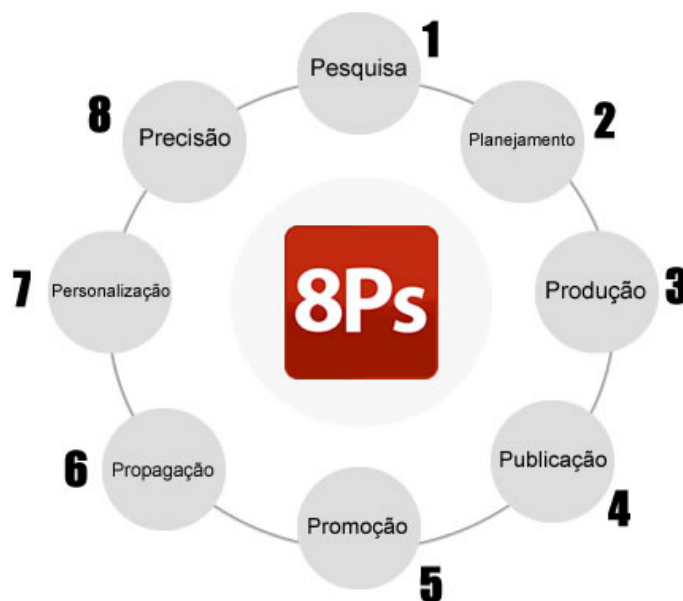 1
Pesquisa
2
Planejamento
3
Produção
4
Publicação
5
Promoção
6
Propagação
7
Personalização
8
Precisão
8Ps